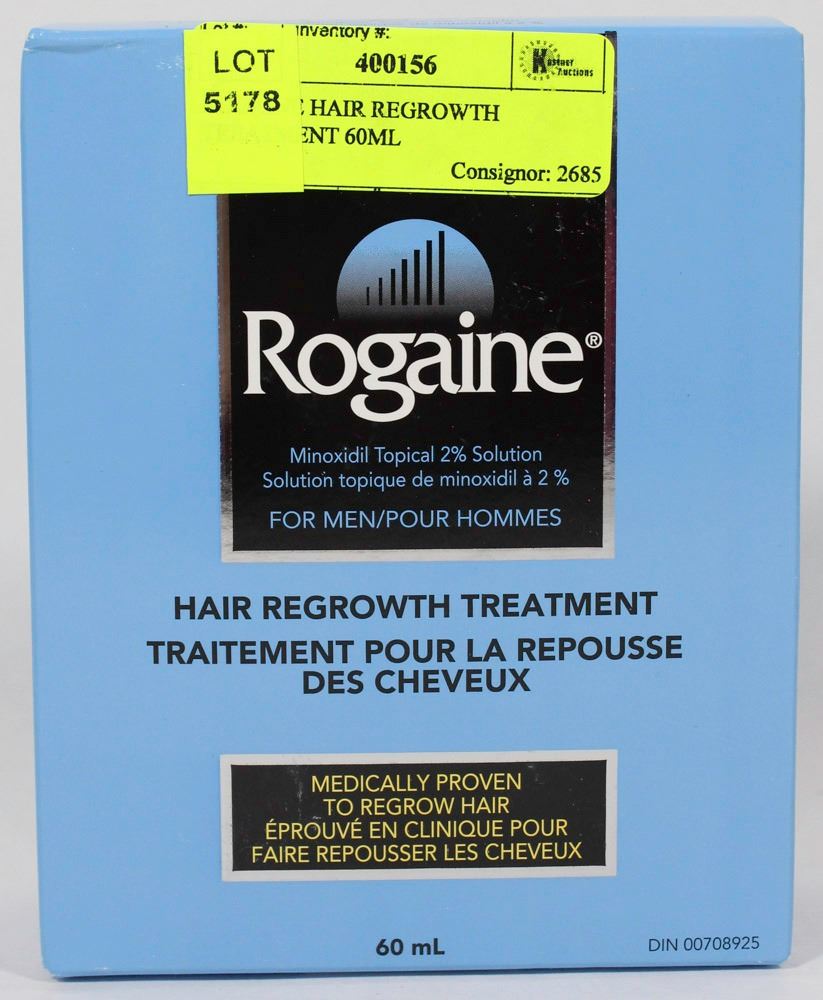 LOT
5178
Inventory #:
400156
Kastner
Auctions
HAIR REGROWTH
60ML
Consignor: 2685
Rogaine®
Minoxidil Topical 2% Solution
Solution topique de minoxidil à 2 %
FOR MEN/POUR HOMMES
HAIR REGROWTH TREATMENT
TRAITEMENT POUR LA REPOUSSE
DES CHEVEUX
MEDICALLY PROVEN
TO REGROW HAIR
ÉPROUVÉ EN CLINIQUE POUR
FAIRE REPOUSSER LES CHEVEUX
60 mL
DIN 00708925